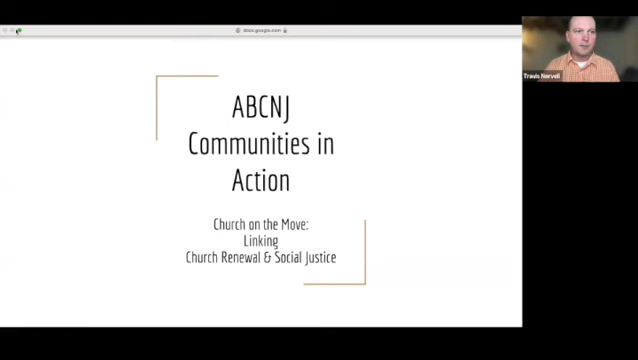 docs.google.com
Travis Norvell
ABCNJ
Communities in
Action
Church on the Move:
Linking
Church Renewal & Social Justice